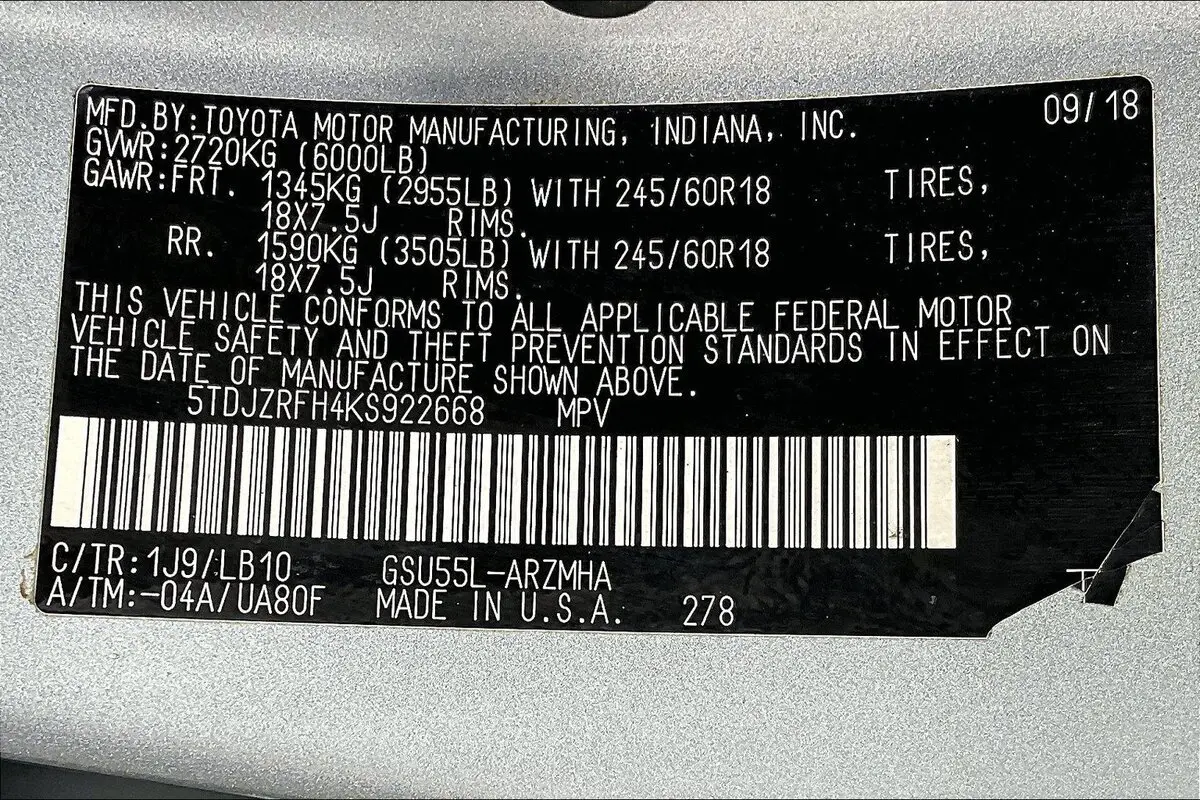 MFD.BY:TOYOTA MOTOR MANUFACTURING, INDIANA, INC. 09/18
GVWR:2720KG (6000LB)
GAWR:FRT. 1345KG (2955LB) WITH 245/60R18 TIRES,
18X7.5J RIMS.
RR. 1590KG (3505LB) WITH 245/60R18 TIRES,
18X7.5J RIMS.
THIS VEHICLE CONFORMS TO ALL APPLICABLE FEDERAL MOTOR
VEHICLE SAFETY AND THEFT PREVENTION STANDARDS IN EFFECT ON
THE DATE OF MANUFACTURE SHOWN ABOVE.
5TDJZRFH4KS922668 MPV
C/TR:1J9/LB10 GSU55L-ARZMHA
A/TM:-04A/UA80F MADE IN U.S.A. 278